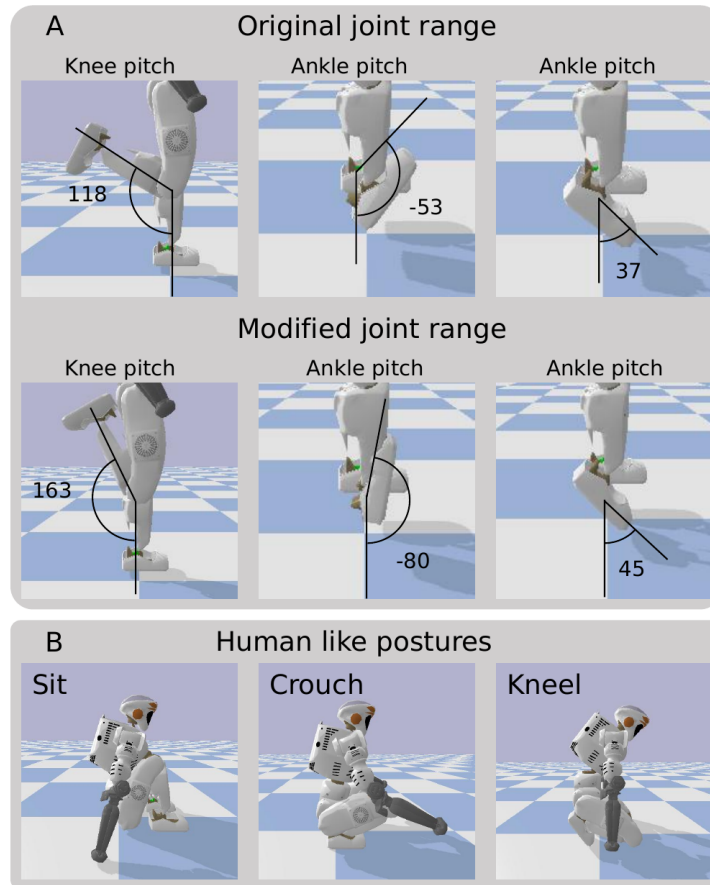 A
Original joint range
Knee pitch
Ankle pitch
Ankle pitch
118
-53
37
Modified joint range
Knee pitch
Ankle pitch
Ankle pitch
163
-80
45
B
Human like postures
Sit
Crouch
Kneel